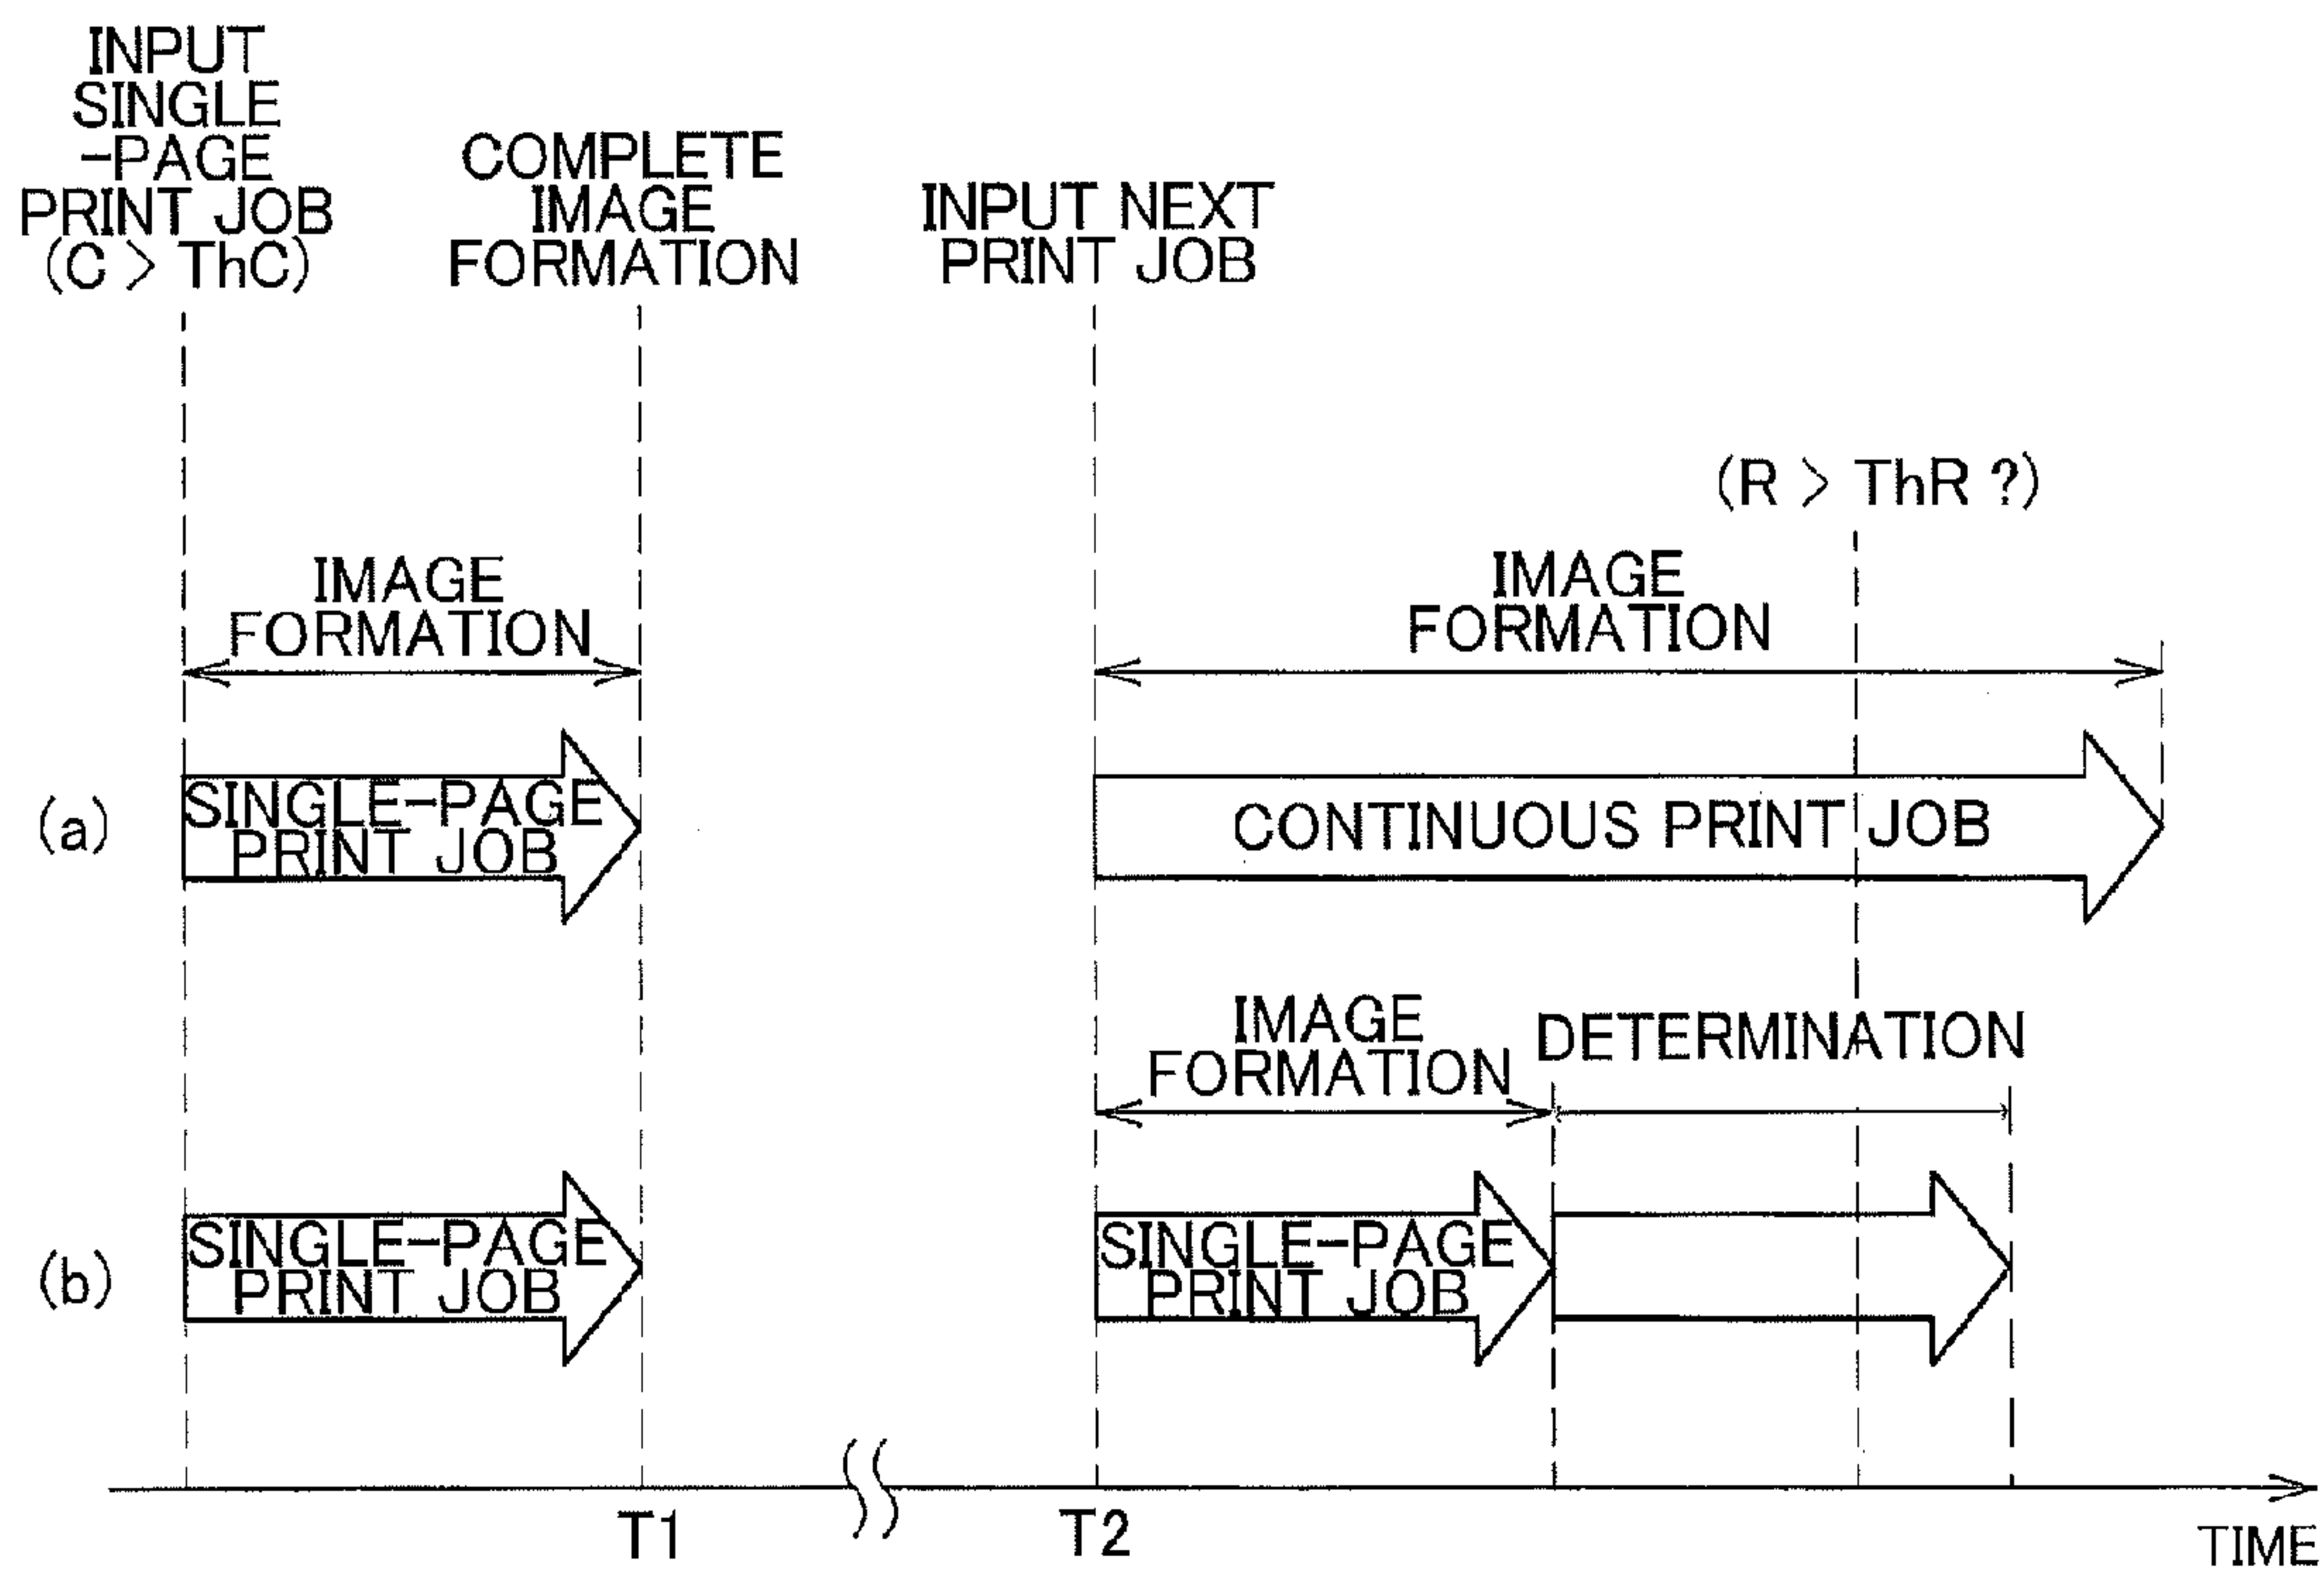 INPUT
SINGLE
-PAGE
PRINT JOB
(C > ThC)
COMPLETE
IMAGE
FORMATION
INPUT NEXT
PRINT JOB
(R > ThR ?)
IMAGE
FORMATION
IMAGE
FORMATION
(a)
SINGLE-PAGE
PRINT JOB
CONTINUOUS PRINT JOB
IMAGE
FORMATION
DETERMINATION
(b)
SINGLE-PAGE
PRINT JOB
SINGLE-PAGE
PRINT JOB
T1
T2
TIME